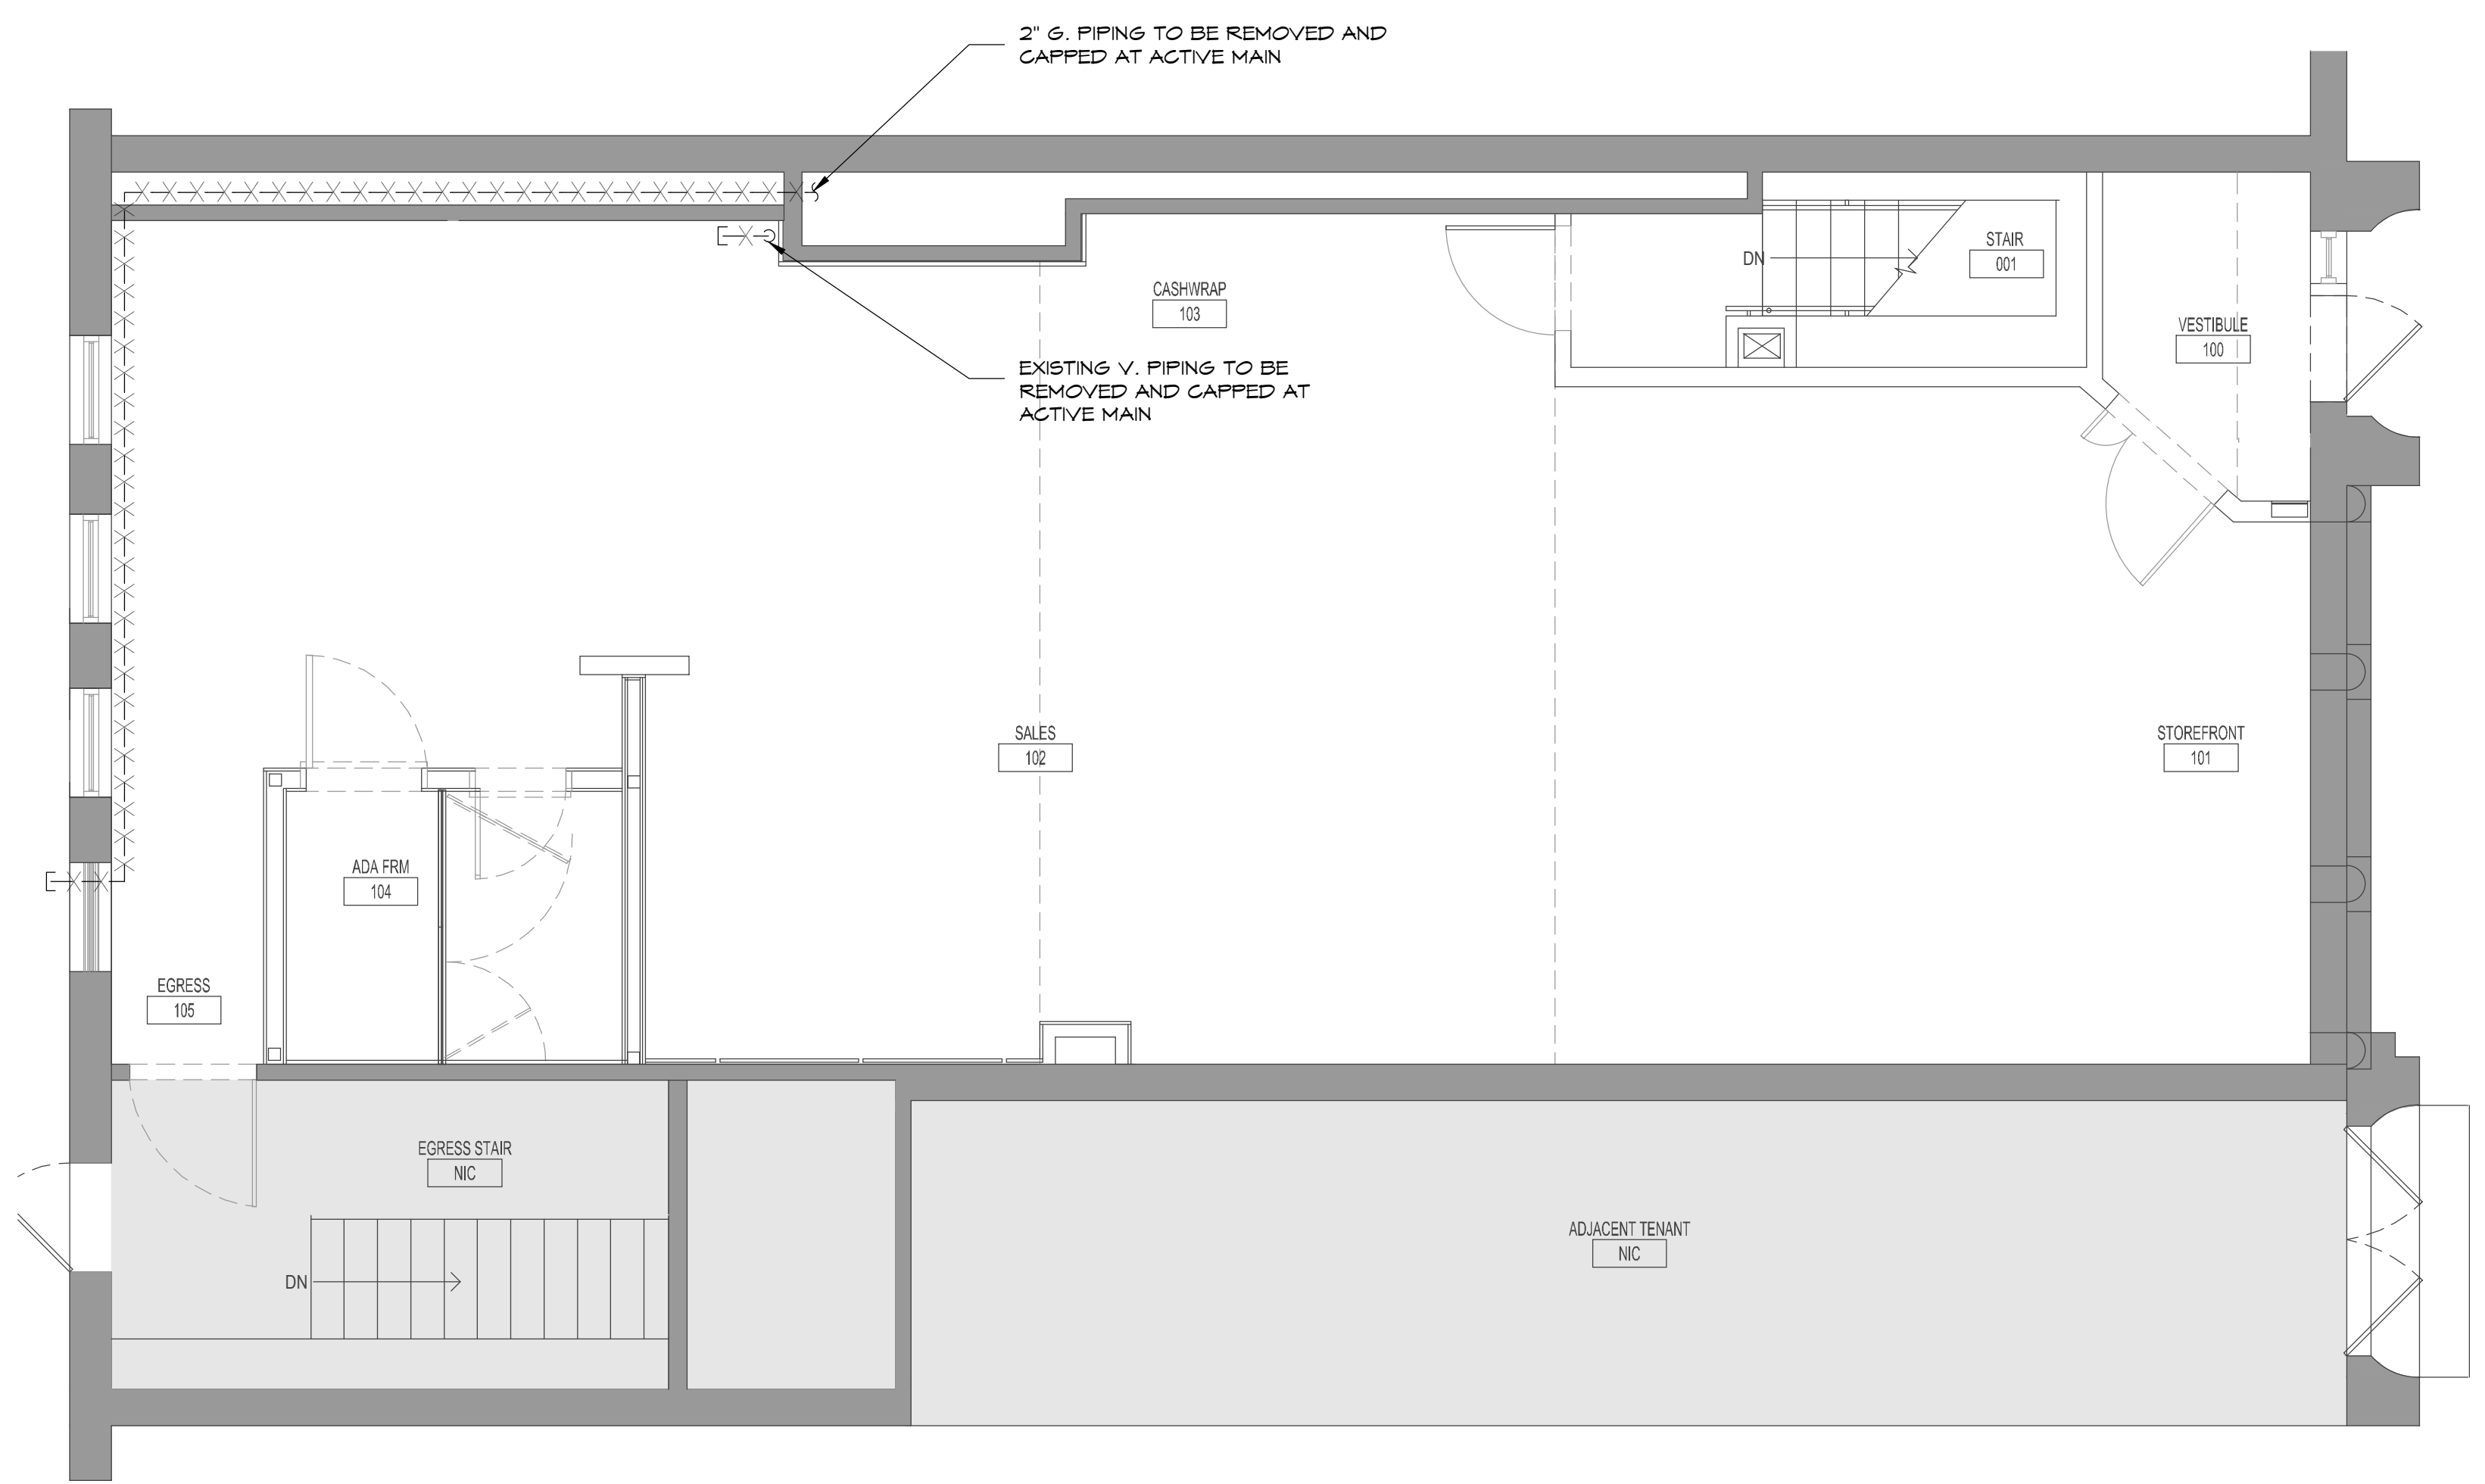 2" G. PIPING TO BE REMOVED AND
CAPPED AT ACTIVE MAIN
STAIR
001
DN
CASHWRAP
103
VESTIBULE
100
EXISTING V. PIPING TO BE
REMOVED AND CAPPED AT
ACTIVE MAIN
SALES
102
STOREFRONT
101
ADA FRM
104
EGRESS
105
EGRESS STAIR
NIC
ADJACENT TENANT
NIC
DN